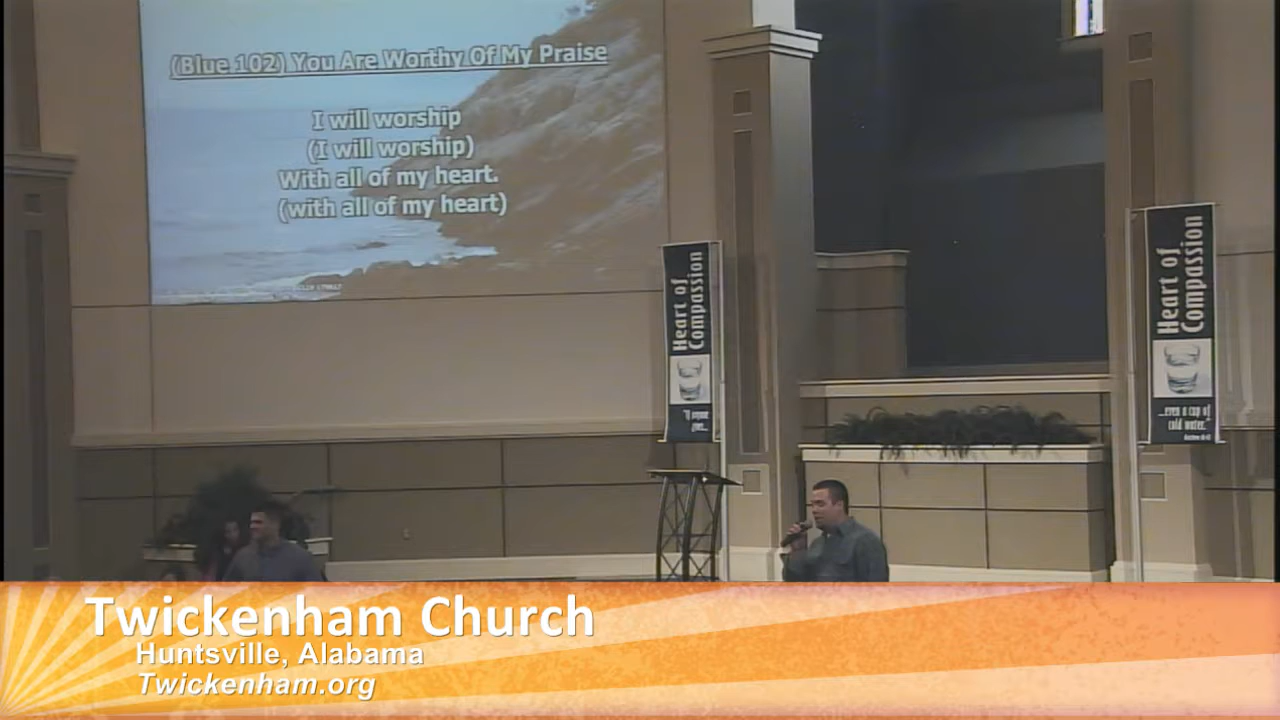 (Blue 102) You Are Worthy Of My Praise
I will worship
(I will worship)
With all of my heart.
(with all of my heart)
Heart of
Compassion
Heart of
Compassion
...even a cup of
cold water."
Twickenham Church
Huntsville, Alabama
Twickenham.org